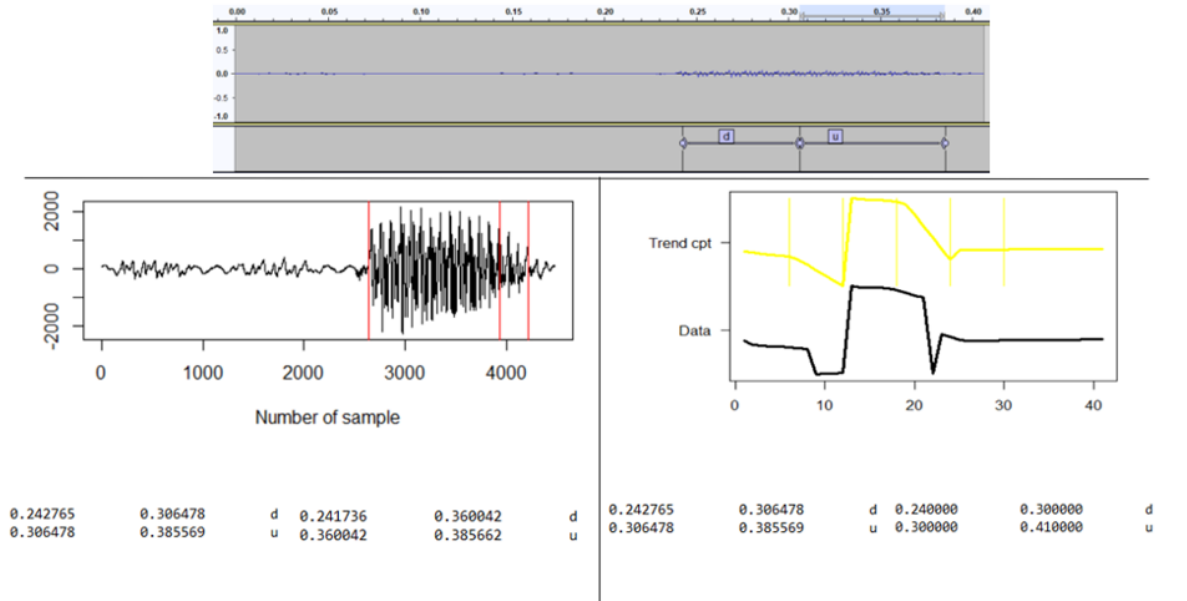 0.00 0.05 0.10 0.15 0.20 0.25 0.30 0.35 0.40
1.0
0.5
0.0
-0.5
-1.0
d u
2000
0
-2000
0 1000 2000 3000 4000
Number of sample
0.242765 0.306478 d 0.241736 0.360042 d
0.306478 0.385569 u 0.360042 0.385662 u
Trend cpt
Data
0 10 20 30 40
0.242765 0.306478 d 0.240000 0.300000 d
0.306478 0.385569 u 0.300000 0.410000 u